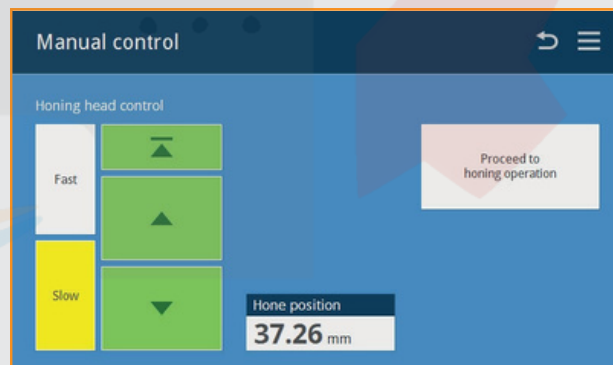 Manual control
Honing head control
Fast
Slow
Proceed to
honing operation
Hone position
37.26 mm